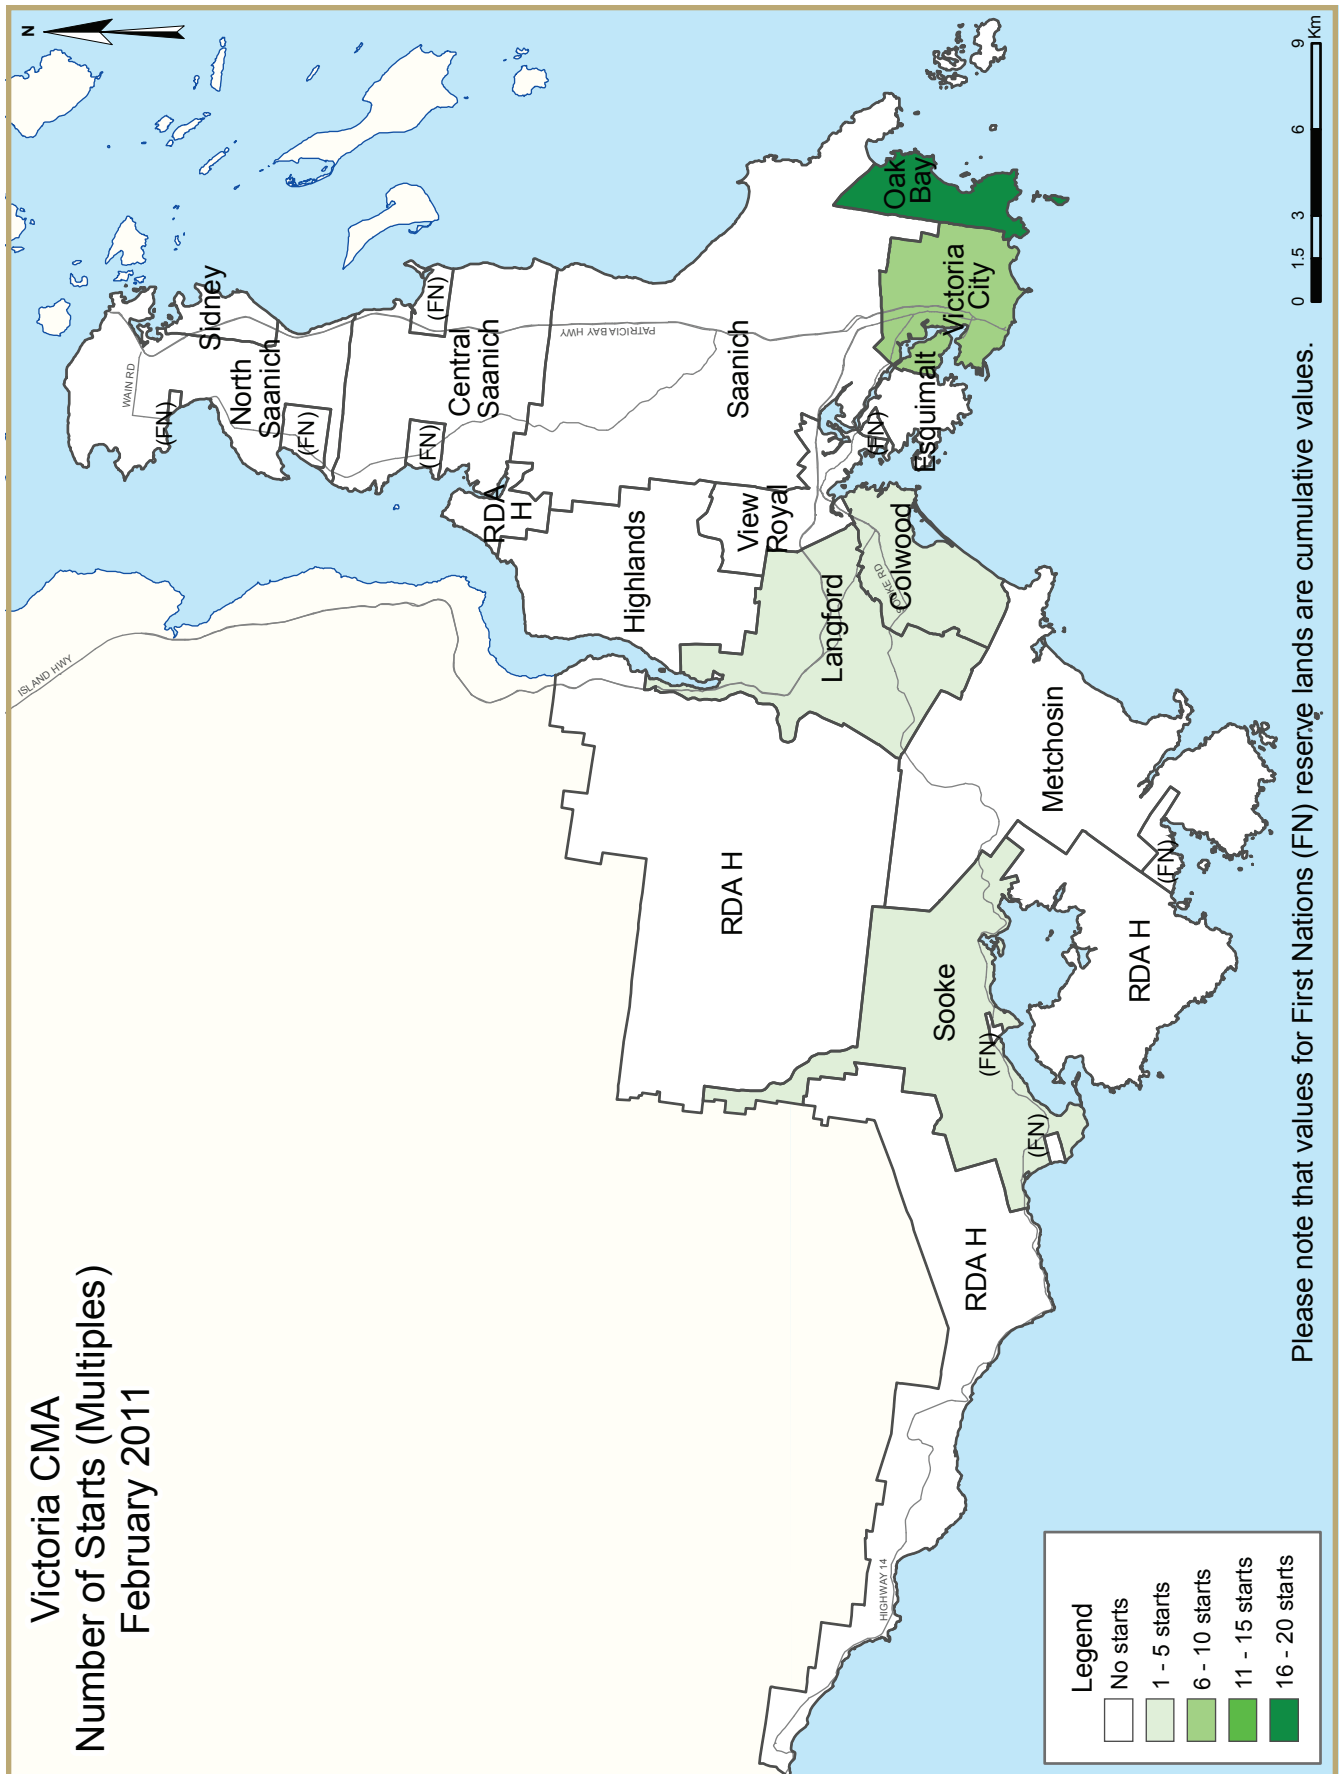 Victoria CMA
Number of Starts (Multiples)
February 2011
N
ISLAND HWY
WAIN RD
(FN)
Sidney
North
Saanich
(FN)
(FN)
Central
Saanich
(FN)
PATRICIA BAY HWY
RDA
H
Saanich
Highlands
View
Royal
Oak
Bay
Victoria
City
Esquimalt
(FN)
Langford
Colwood
SOOKE RD
Metchosin
(FN)
RDA H
Sooke
(FN)
(FN)
RDA H
RDA H
HIGHWAY 14
Legend
No starts
1 - 5 starts
6 - 10 starts
11 - 15 starts
16 - 20 starts
0 1.5 3 6 9
Km
Please note that values for First Nations (FN) reserve lands are cumulative values.